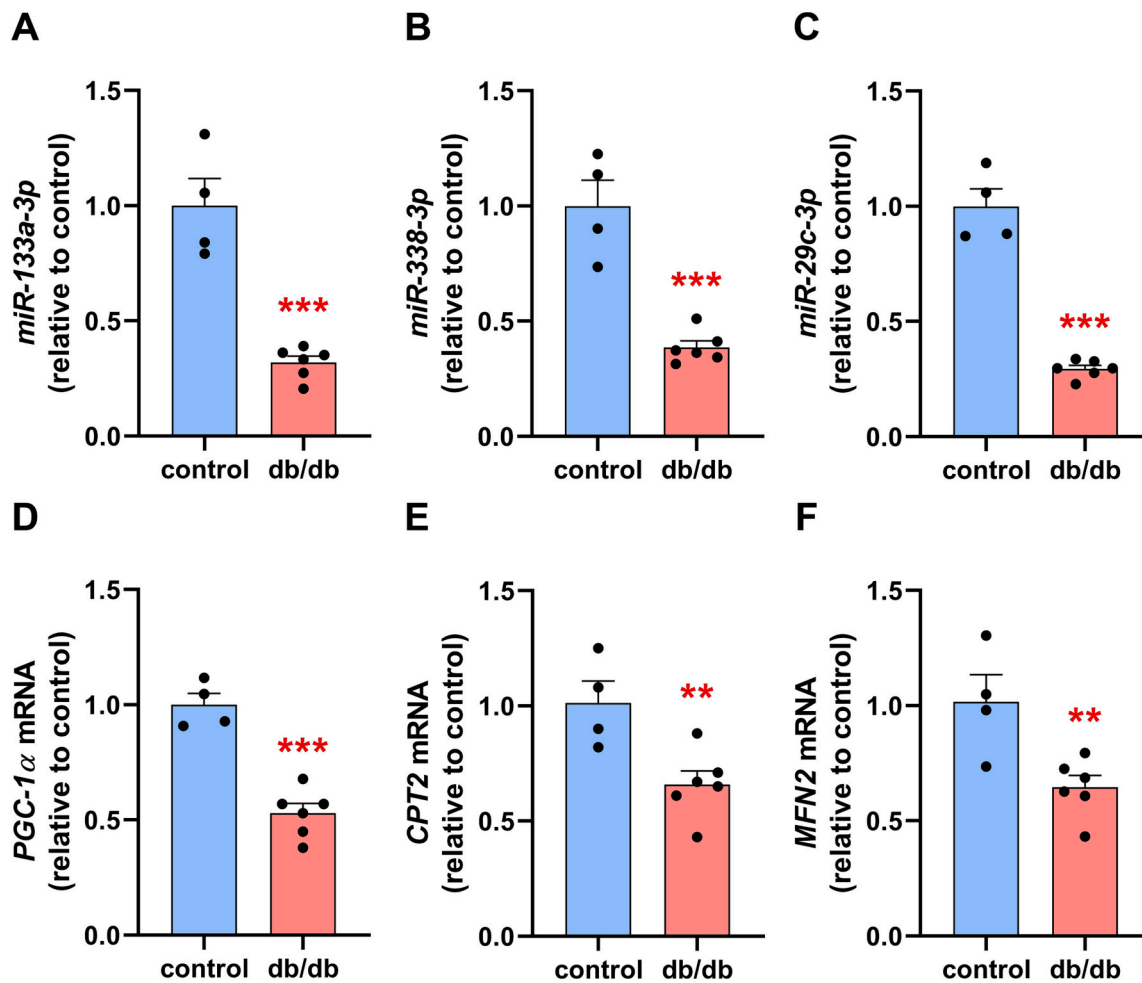 A
B
C
miR-133a-3p
(relative to control)
1.5
1.0
0.5
0.0
***
control db/db
miR-338-3p
(relative to control)
1.5
1.0
0.5
0.0
***
control db/db
miR-29c-3p
(relative to control)
1.5
1.0
0.5
0.0
***
control db/db
D
E
F
PGC-1α mRNA
(relative to control)
1.5
1.0
0.5
0.0
***
control db/db
CPT2 mRNA
(relative to control)
1.5
1.0
0.5
0.0
**
control db/db
MFN2 mRNA
(relative to control)
1.5
1.0
0.5
0.0
**
control db/db